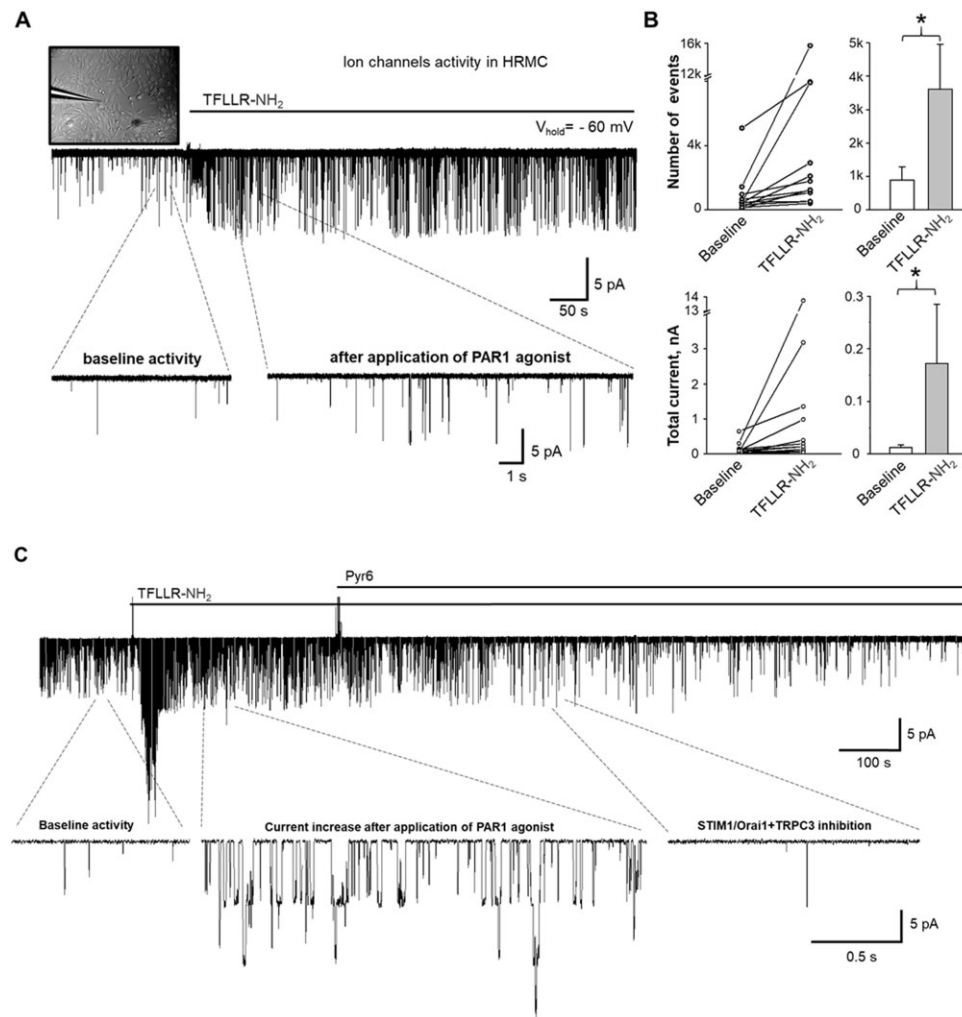 A
Ion channels activity in HRMC
TFLLR-NH₂
Vhold= - 60 mV
5 pA
50 s
baseline activity
after application of PAR1 agonist
5 pA
1 s
B
Number of events
16k
12k
4k
0
Baseline
TFLLR-NH₂
*
5k
4k
3k
2k
1k
0
Baseline
TFLLR-NH₂
Total current, nA
14
13
4
3
2
1
0
Baseline
TFLLR-NH₂
*
0.3
0.2
0.1
0
Baseline
TFLLR-NH₂
C
Pyr6
TFLLR-NH₂
5 pA
100 s
Baseline activity
Current increase after application of PAR1 agonist
STIM1/Orai1+TRPC3 inhibition
5 pA
0.5 s